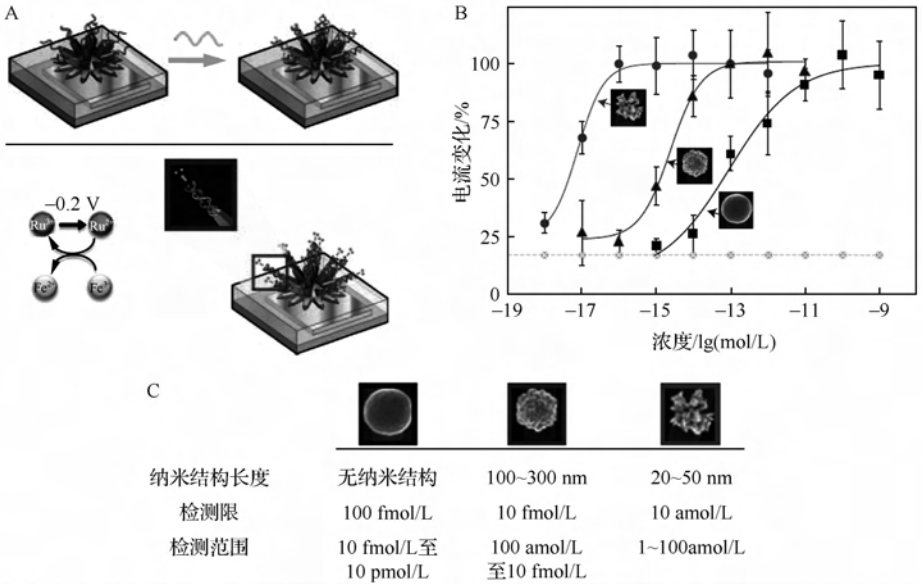 A
−0.2 V
Ru³⁺
Ru²⁺
Fe²⁺
Fe³⁺
B
电流变化/%
100
75
50
25
0
−19
−17
−15
−13
−11
−9
浓度/lg(mol/L)
C
纳米结构长度 无纳米结构 100~300 nm 20~50 nm
检测限 100 fmol/L 10 fmol/L 10 amol/L
检测范围 10 fmol/L至 100 amol/L 1~100amol/L
10 pmol/L 至10 fmol/L